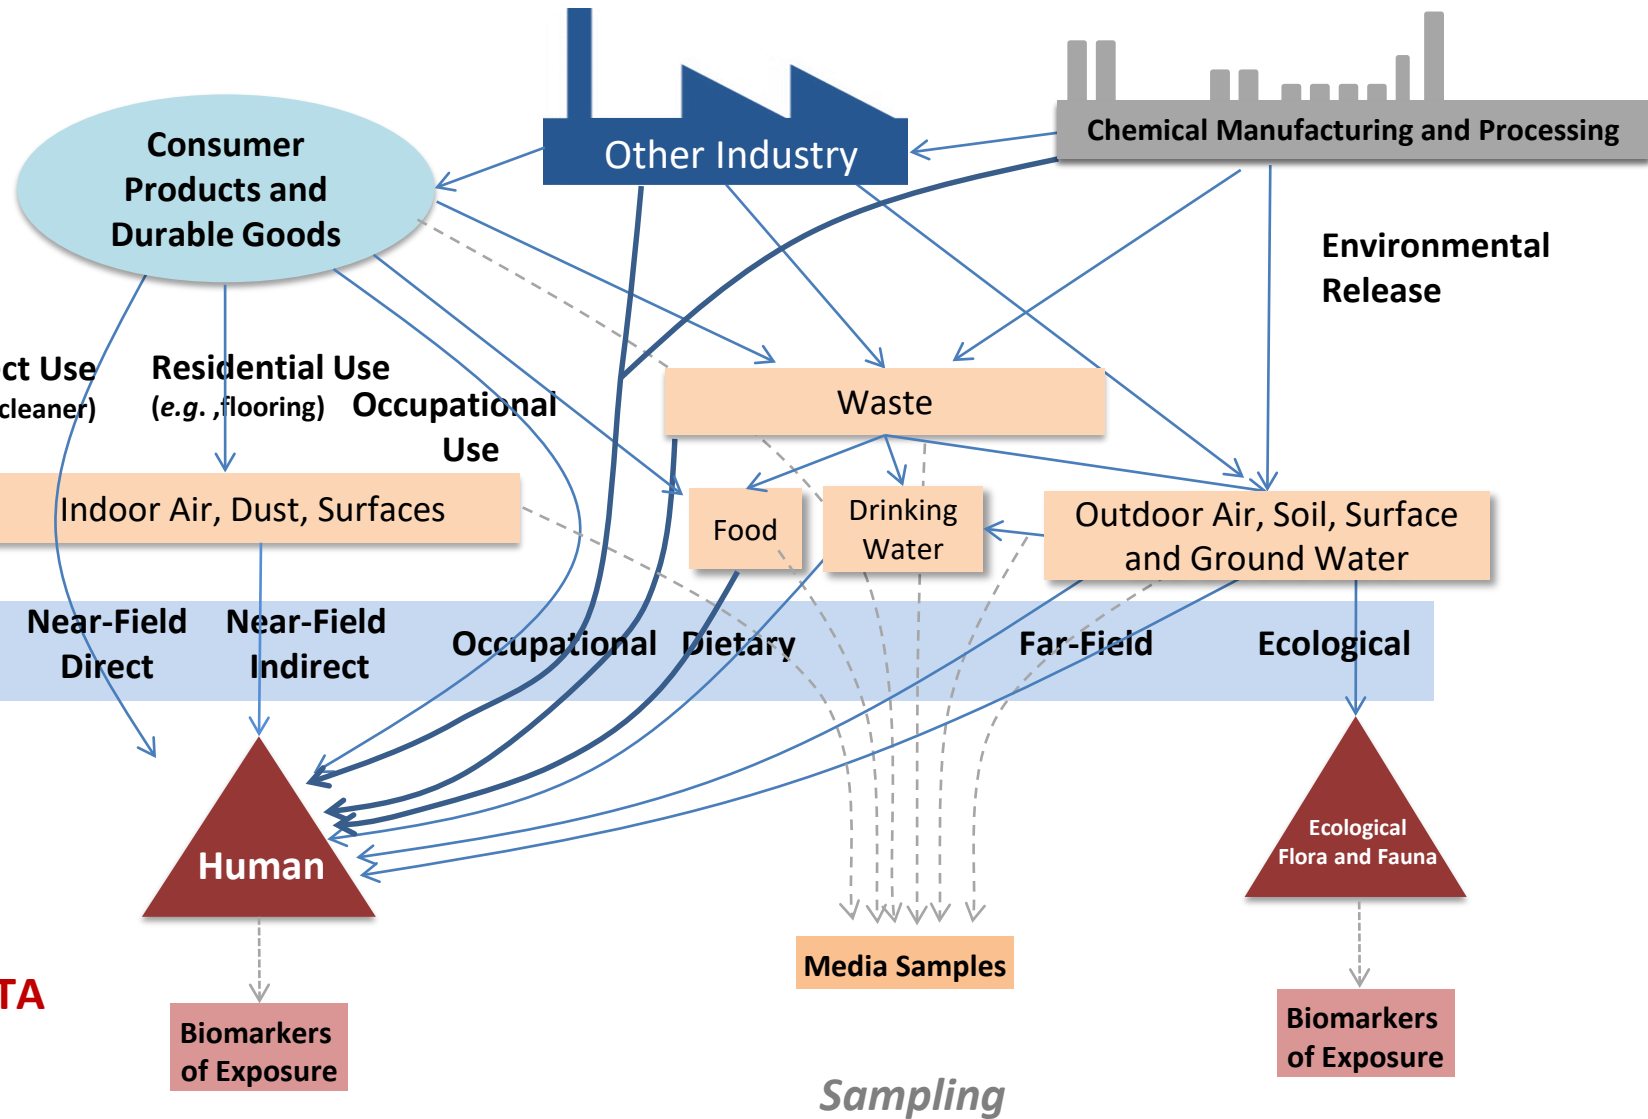 Consumer
Products and
Durable Goods
Other Industry
Chemical Manufacturing and Processing
Environmental
Release
ct Use
cleaner)
Residential Use
(e.g. ,flooring)
Occupational
Use
Waste
Indoor Air, Dust, Surfaces
Food
Drinking
Water
Outdoor Air, Soil, Surface
and Ground Water
Near-Field
Direct
Near-Field
Indirect
Occupational
Dietary
Far-Field
Ecological
Human
Ecological
Flora and Fauna
Media Samples
TA
Biomarkers
of Exposure
Biomarkers
of Exposure
Sampling